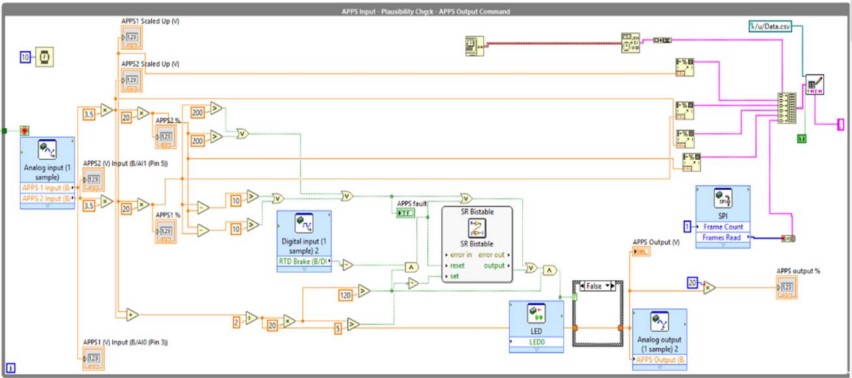 APPS Input - Plausibility Check - APPS Output Command
APPS1 Scaled Up (V)
%/u/Data.csv
10
APPS2 Scaled Up (V)
3.5
20
APPS2 %
200
200
Analog input (1 sample)
APPS 1 Input (B
APPS 2 Input (B
APPS2 (V) Input (B/AI1 (Pin 5))
3.5
20
APPS1 %
10
10
APPS fault
Digital input (1 sample) 2
RTD Brake (B/DI
SR Bistable
SR Bistable
error in error out
reset output
set
SPI
1
Frame Count
Frames Read
APPS Output (V)
120
False
20
APPS output %
2
20
5
LED
LED0
Analog output (1 sample) 2
APPS Output (B
APPS1 (V) Input (B/AI0 (Pin 3))
i